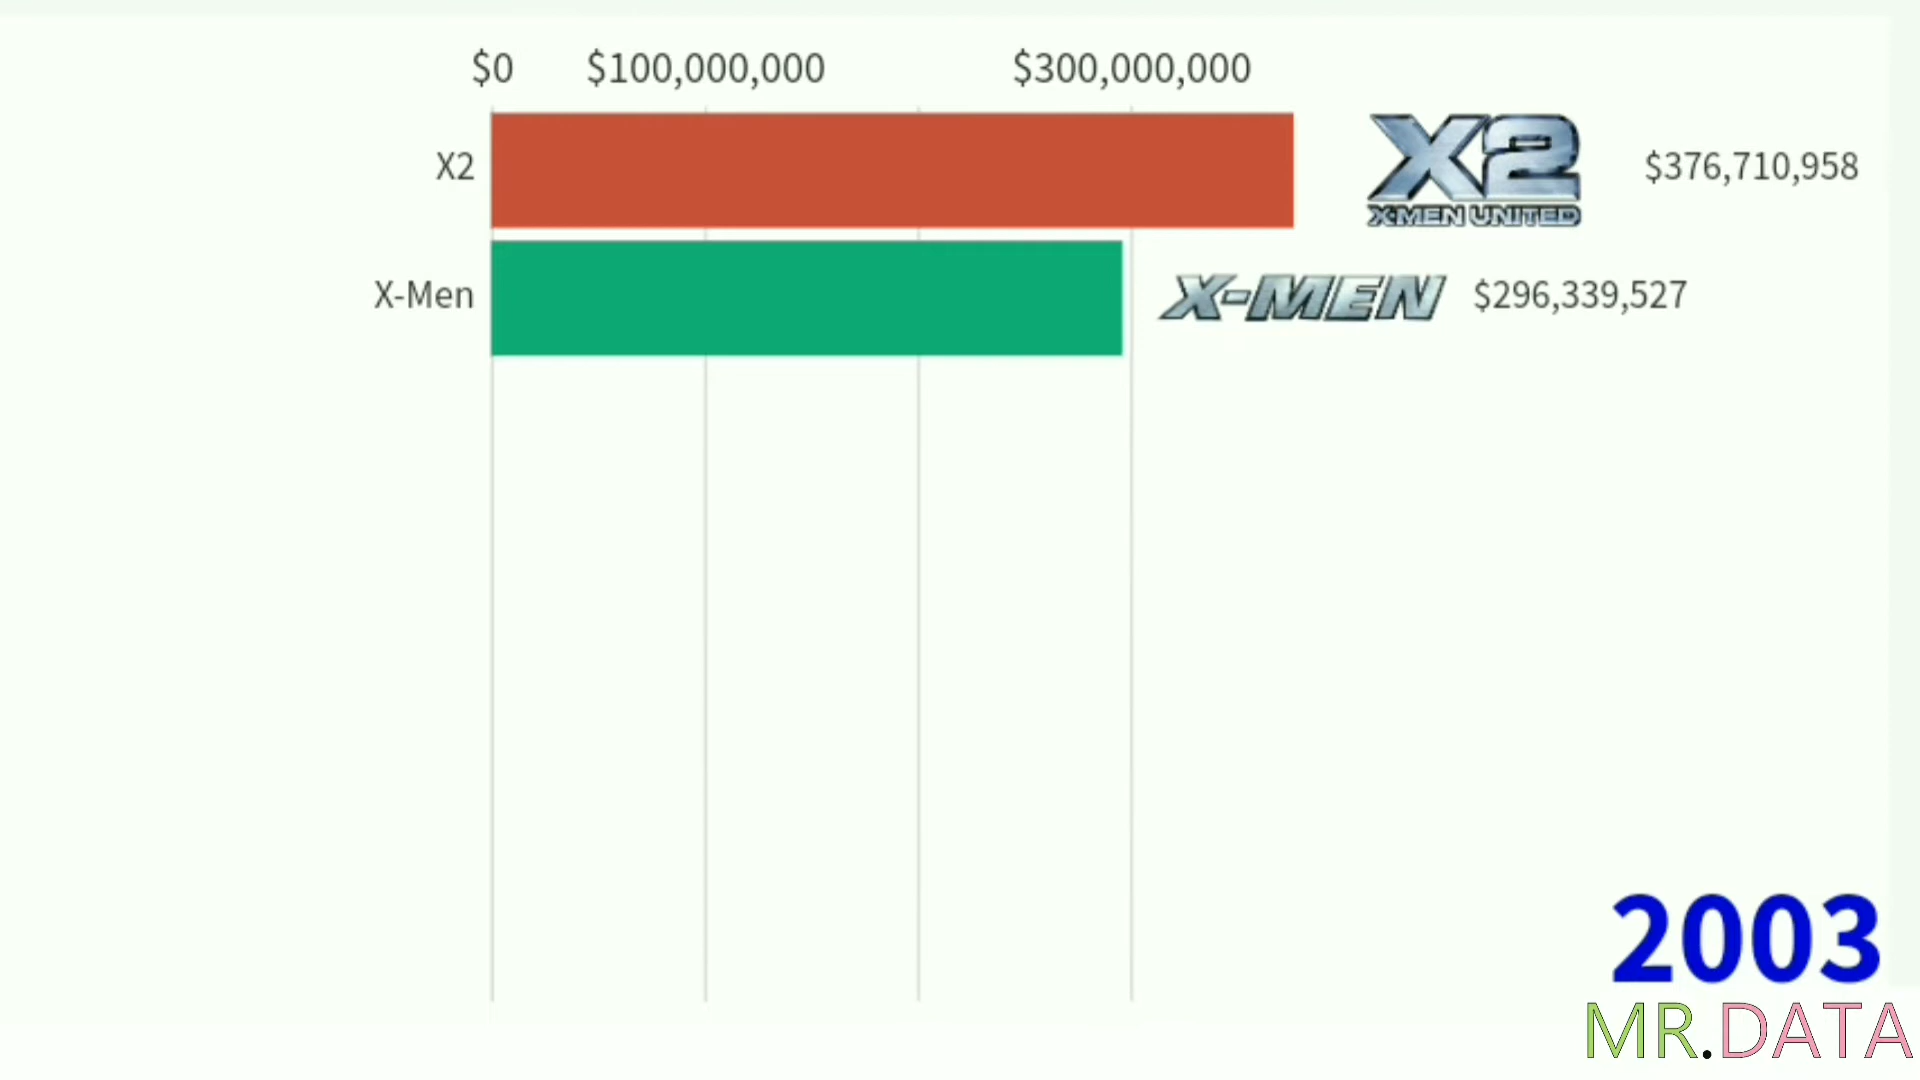 $0 $100,000,000 $300,000,000
X2 X2 $376,710,958
X-MEN UNITED
X-Men X-MEN $296,339,527
2003
MR.DATA